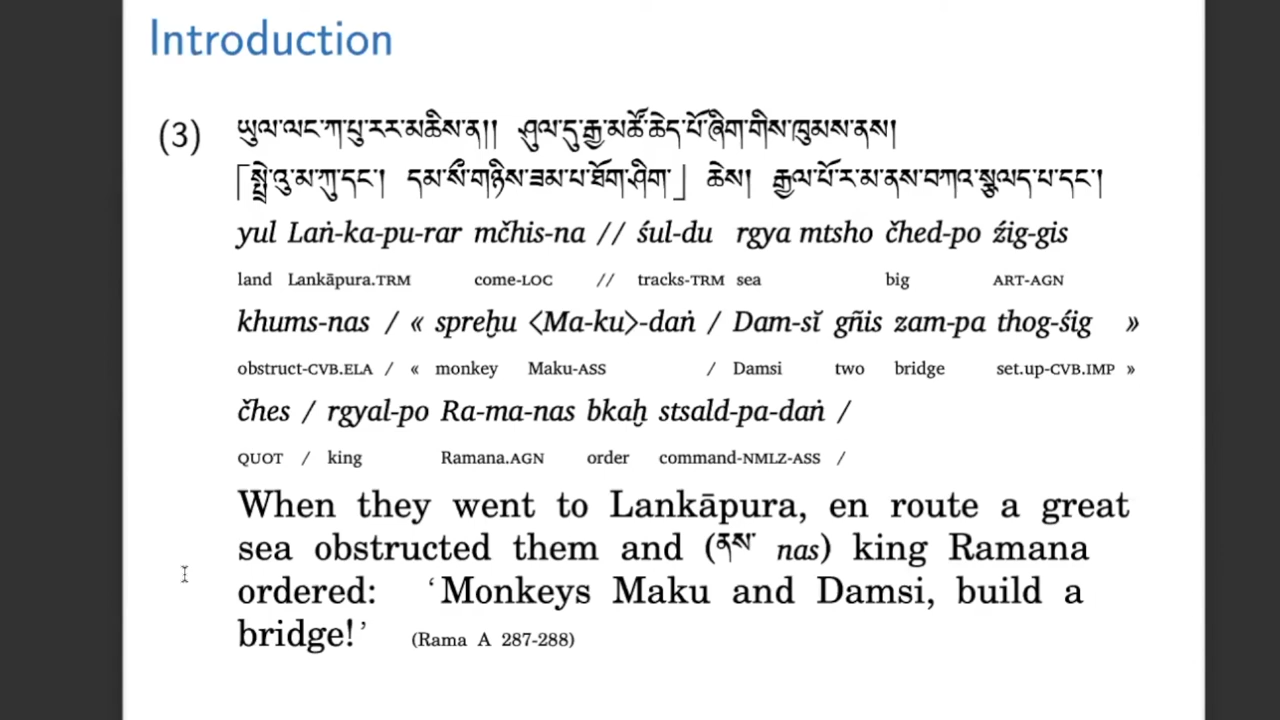 Introduction
(3) ཡུལ་ལང་ཀ་པུ་རར་མཆིས་ན།། ཤུལ་དུ་རྒྱ་མཚོ་ཆེད་པོ་ཞིག་གིས་ཁུམས་ནས།
「སྤྲེ་འུ་མ་ཀུ་དང་། དམ་སྀ་གཉིས་ཟམ་པ་ཐོག་ཤིག་」 ཆེས། རྒྱལ་པོ་ར་མ་ནས་བཀའ་སྩལད་པ་དང་།
yul Laṅ-ka-pu-rar mčhis-na // śul-du rgya mtsho čhed-po źig-gis
land Lankāpura.TRM come-LOC // tracks-TRM sea big ART-AGN
khums-nas / « spreḫu <Ma-ku>-daṅ / Dam-sĭ gñis zam-pa thog-śig »
obstruct-CVB.ELA / « monkey Maku-ASS / Damsi two bridge set.up-CVB.IMP »
čhes / rgyal-po Ra-ma-nas bkaḫ stsald-pa-daṅ /
QUOT / king Ramana.AGN order command-NMLZ-ASS /
When they went to Lankāpura, en route a great
sea obstructed them and (ནས་ nas) king Ramana
ordered: ‘Monkeys Maku and Damsi, build a
bridge!’ (Rama A 287-288)